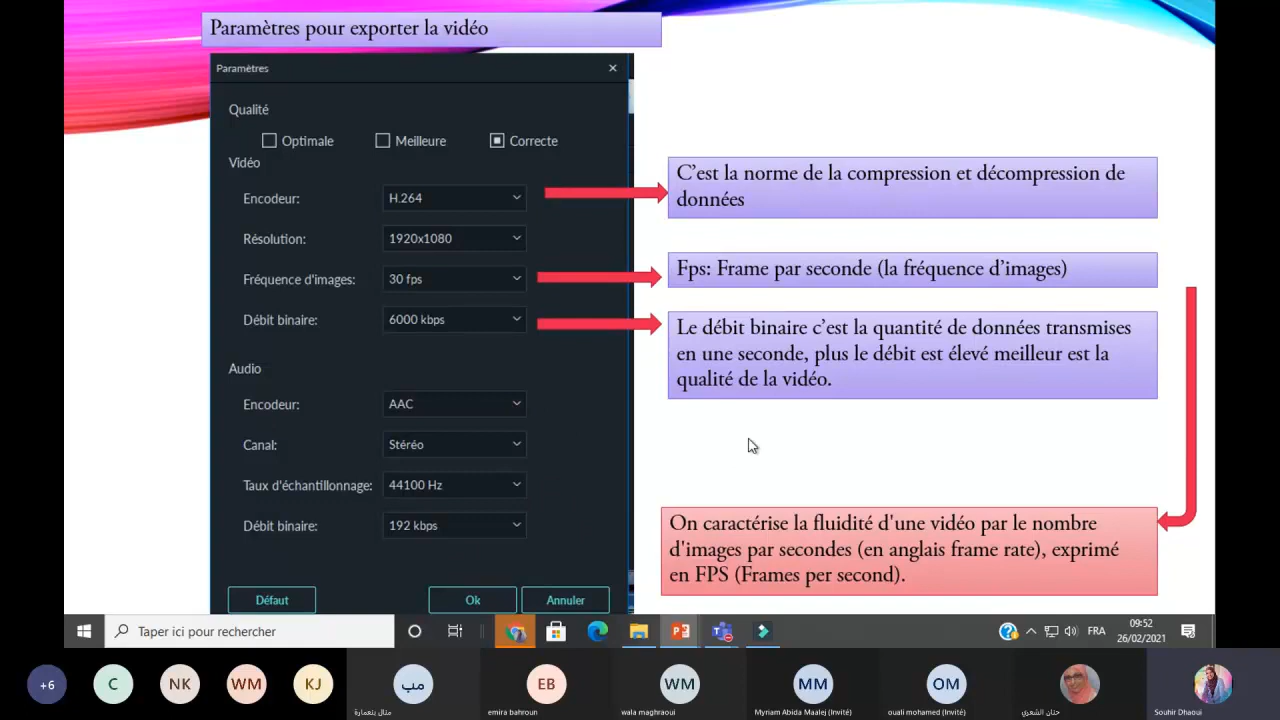 Paramètres pour exporter la vidéo
Paramètres
Qualité
Optimale Meilleure Correcte
Vidéo
Encodeur: H.264
Résolution: 1920x1080
Fréquence d'images: 30 fps
Débit binaire: 6000 kbps
Audio
Encodeur: AAC
Canal: Stéréo
Taux d'échantillonnage: 44100 Hz
Débit binaire: 192 kbps
Défaut Ok Annuler
C’est la norme de la compression et décompression de
données
Fps: Frame par seconde (la fréquence d’images)
Le débit binaire c’est la quantité de données transmises
en une seconde, plus le débit est élevé meilleur est la
qualité de la vidéo.
On caractérise la fluidité d'une vidéo par le nombre
d'images par secondes (en anglais frame rate), exprimé
en FPS (Frames per second).
Taper ici pour rechercher
FRA
09:52
26/02/2021
+6 C NK WM KJ مب EB WM MM OM
منال بنعمارة
emira bahroun
wala maghraoui
Myriam Abida Maalej (Invité)
ouali mohamed (Invité)
حنان الشعري
Souhir Dhaoui